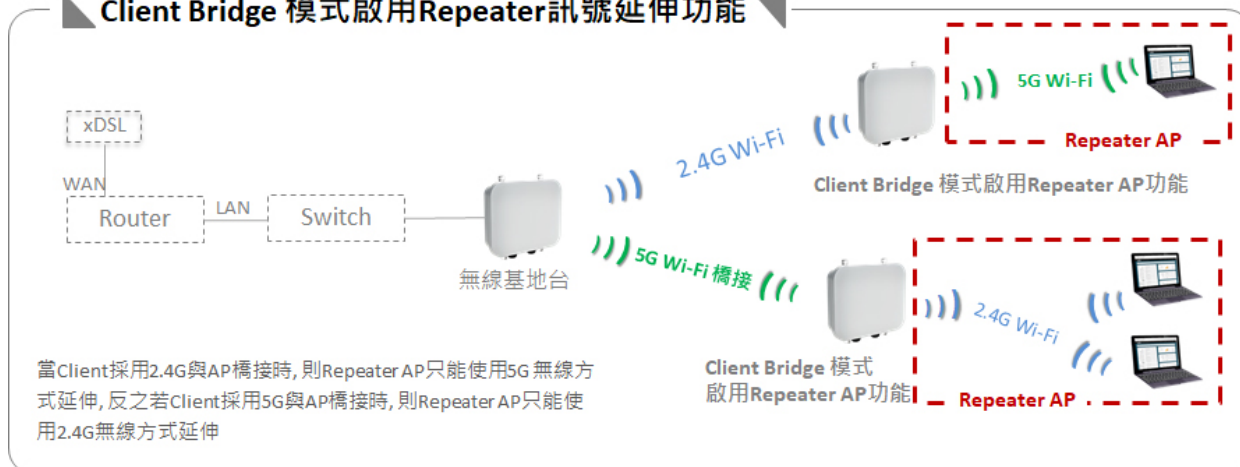 Client Bridge 模式啟用Repeater訊號延伸功能
xDSL
WAN
Router
LAN
Switch
無線基地台
2.4G Wi-Fi
5G Wi-Fi
Repeater AP
Client Bridge 模式啟用Repeater AP功能
5G Wi-Fi 橋接
2.4G Wi-Fi
Client Bridge 模式
啟用Repeater AP功能
Repeater AP
當Client採用2.4G與AP橋接時, 則Repeater AP只能使用5G 無線方
式延伸, 反之若Client採用5G與AP橋接時, 則Repeater AP只能使
用2.4G無線方式延伸